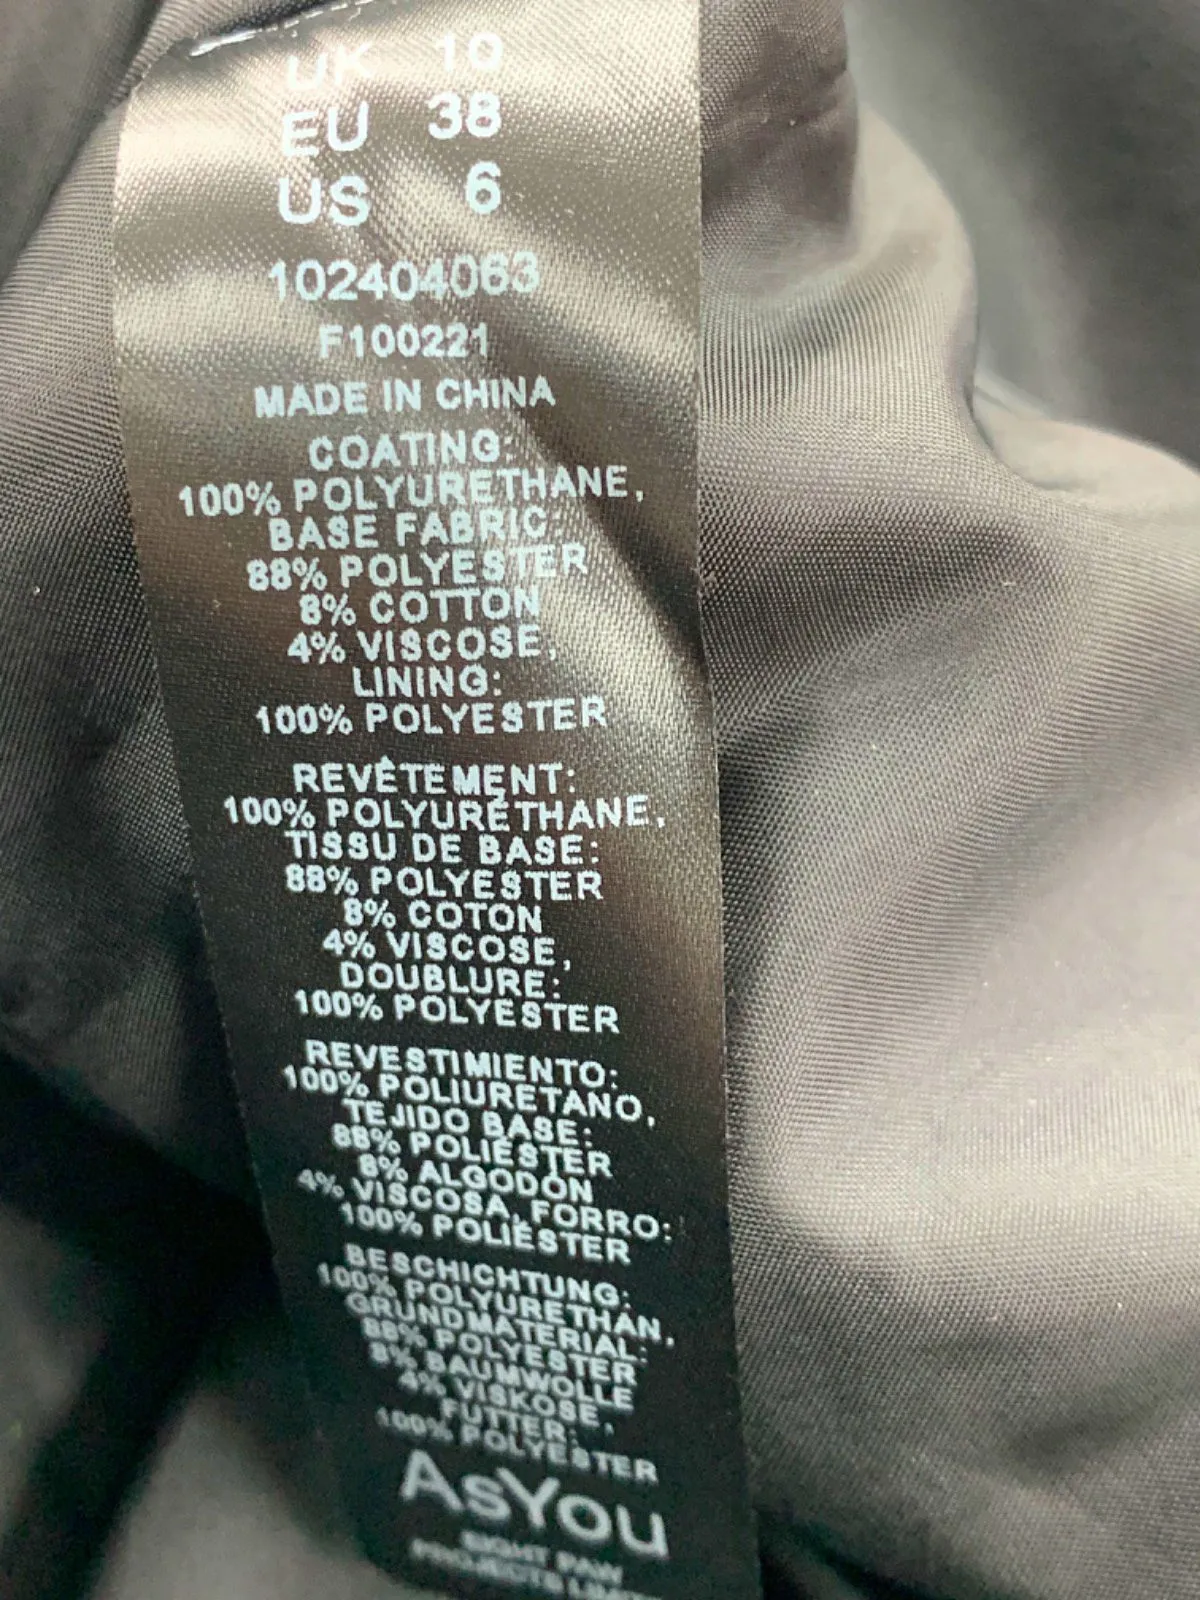 UK 10
EU 38
US 6
102404063
F100221
MADE IN CHINA
COATING:
100% POLYURETHANE,
BASE FABRIC:
88% POLYESTER
8% COTTON
4% VISCOSE,
LINING:
100% POLYESTER
REVÊTEMENT:
100% POLYURÉTHANE,
TISSU DE BASE:
88% POLYESTER
8% COTON
4% VISCOSE,
DOUBLURE:
100% POLYESTER
REVESTIMIENTO:
100% POLIURETANO,
TEJIDO BASE:
88% POLIÉSTER
8% ALGODÓN
4% VISCOSA, FORRO:
100% POLIÉSTER
BESCHICHTUNG:
100% POLYURETHAN,
GRUNDMATERIAL:
88% POLYESTER
8% BAUMWOLLE
4% VISKOSE,
FUTTER:
100% POLYESTER
AsYou
EIGHT PAW
PROJECTS